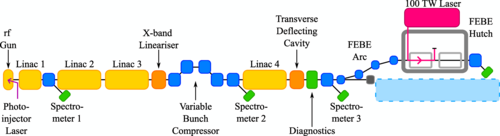 rf
Gun
Linac 1
Linac 2
Linac 3
X-band
Lineariser
Linac 4
Transverse
Deflecting
Cavity
FEBE
Arc
100 TW Laser
FEBE
Hutch
Photo-
injector
Laser
Spectro-
meter 1
Variable
Bunch
Compressor
Spectro-
meter 2
Diagnostics
Spectro-
meter 3